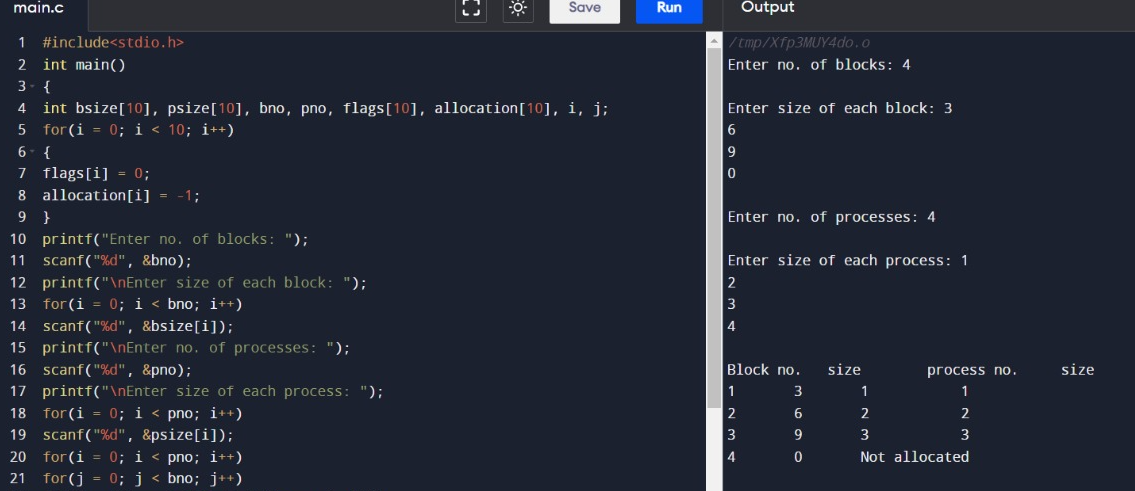 main.c
Save
Run
Output
1 #include<stdio.h>
2 int main()
3 {
4 int bsize[10], psize[10], bno, pno, flags[10], allocation[10], i, j;
5 for(i = 0; i < 10; i++)
6 {
7 flags[i] = 0;
8 allocation[i] = -1;
9 }
10 printf("Enter no. of blocks: ");
11 scanf("%d", &bno);
12 printf("\nEnter size of each block: ");
13 for(i = 0; i < bno; i++)
14 scanf("%d", &bsize[i]);
15 printf("\nEnter no. of processes: ");
16 scanf("%d", &pno);
17 printf("\nEnter size of each process: ");
18 for(i = 0; i < pno; i++)
19 scanf("%d", &psize[i]);
20 for(i = 0; i < pno; i++)
21 for(j = 0; j < bno; j++)
/tmp/Xfp3MUY4do.o
Enter no. of blocks: 4
Enter size of each block: 3
6
9
0
Enter no. of processes: 4
Enter size of each process: 1
2
3
4
Block no. size process no. size
1 3 1 1
2 6 2 2
3 9 3 3
4 0 Not allocated